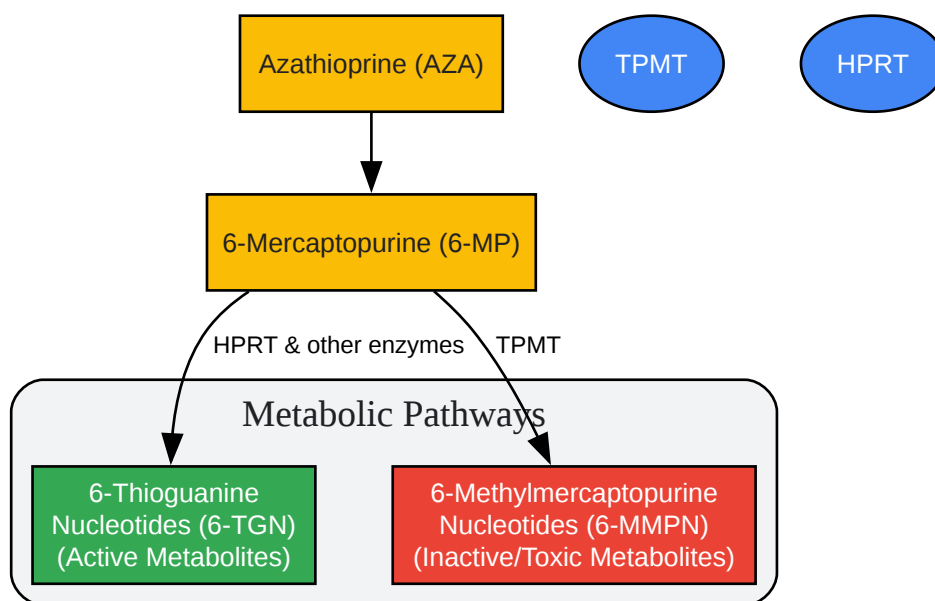 Azathioprine (AZA)
TPMT
HPRT
6-Mercaptopurine (6-MP)
HPRT & other enzymes
TPMT
Metabolic Pathways
6-Thioguanine
Nucleotides (6-TGN)
(Active Metabolites)
6-Methylmercaptopurine
Nucleotides (6-MMPN)
(Inactive/Toxic Metabolites)